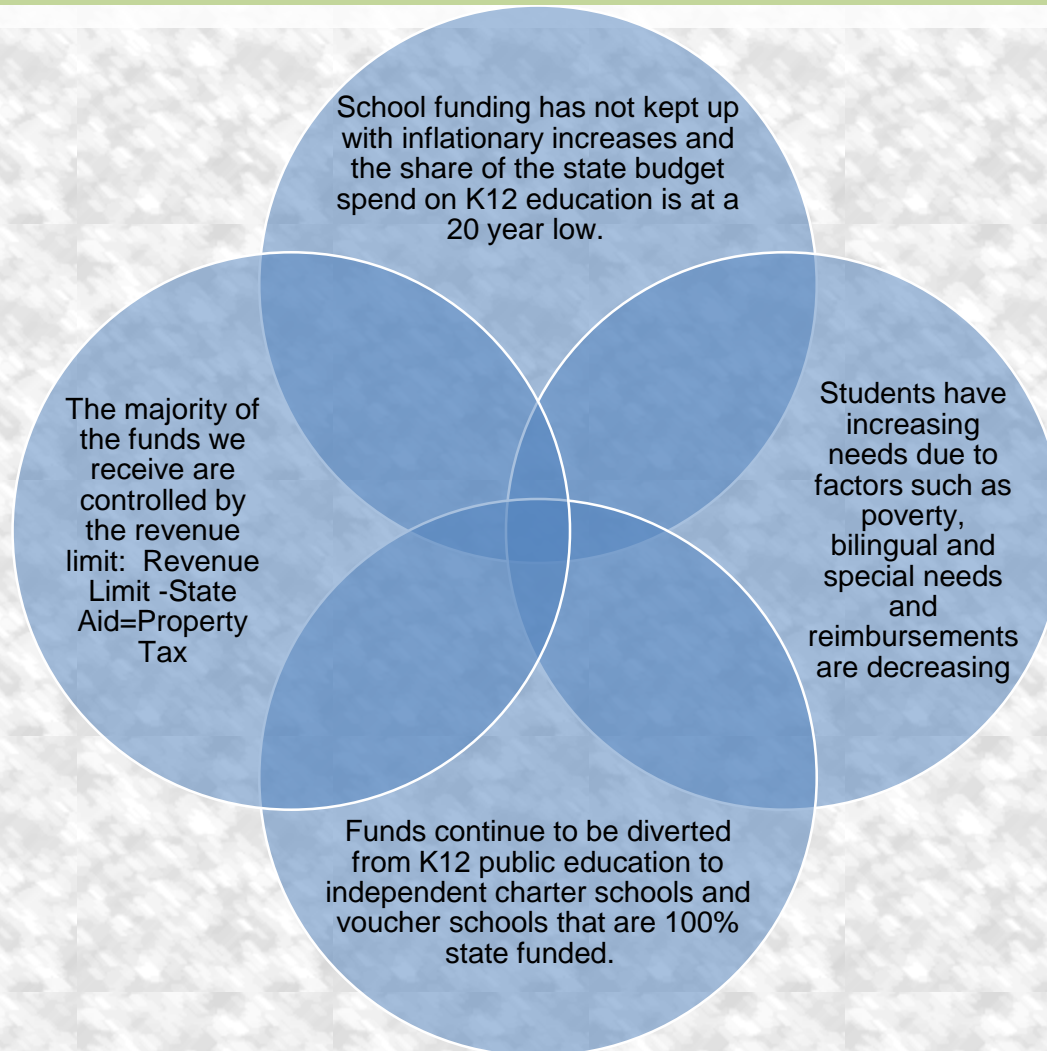 School funding has not kept up
with inflationary increases and
the share of the state budget
spend on K12 education is at a
20 year low.
The majority of
the funds we
receive are
controlled by
the revenue
limit:  Revenue
Limit -State
Aid=Property
Tax
Students have
increasing
needs due to
factors such as
poverty,
bilingual and
special needs
and
reimbursements
are decreasing
Funds continue to be diverted
from K12 public education to
independent charter schools and
voucher schools that are 100%
state funded.